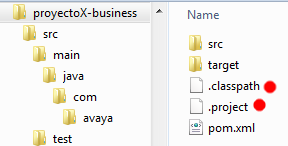 proyectoX-business
src
main
java
com
avaya
test
Name
src
target
.classpath
.project
pom.xml